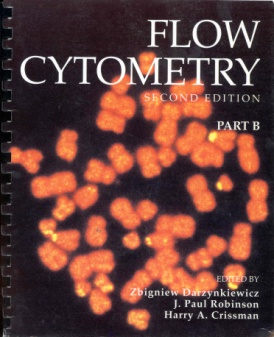 FLOW
CYTOMETRY
SECOND EDITION
PART B
EDITED BY
Zbigniew Darzynkiewicz
J. Paul Robinson
Harry A. Crissman